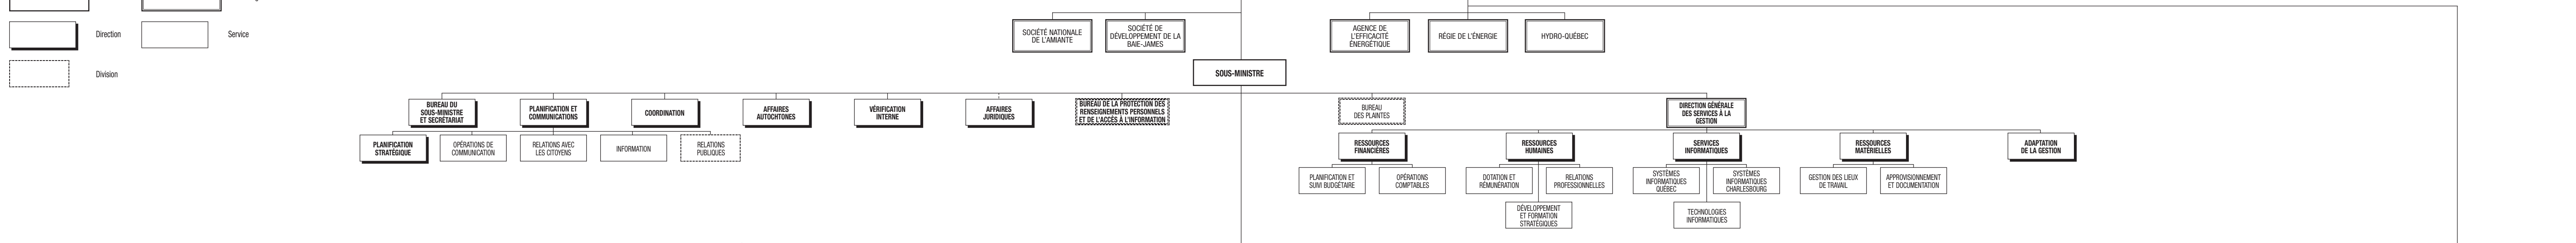 Direction
Service
Division
SOCIÉTÉ NATIONALE
DE L'AMIANTE
SOCIÉTÉ DE
DÉVELOPPEMENT DE LA
BAIE-JAMES
AGENCE DE
L'EFFICACITÉ
ÉNERGÉTIQUE
RÉGIE DE L'ÉNERGIE
HYDRO-QUÉBEC
SOUS-MINISTRE
BUREAU DU
SOUS-MINISTRE
ET SECRÉTARIAT
PLANIFICATION ET
COMMUNICATIONS
COORDINATION
AFFAIRES
AUTOCHTONES
VÉRIFICATION
INTERNE
AFFAIRES
JURIDIQUES
BUREAU DE LA PROTECTION DES
RENSEIGNEMENTS PERSONNELS
ET DE L'ACCÈS À L'INFORMATION
BUREAU
DES PLAINTES
DIRECTION GÉNÉRALE
DES SERVICES À LA
GESTION
PLANIFICATION
STRATÉGIQUE
OPÉRATIONS DE
COMMUNICATION
RELATIONS AVEC
LES CITOYENS
INFORMATION
RELATIONS
PUBLIQUES
RESSOURCES
FINANCIÈRES
RESSOURCES
HUMAINES
SERVICES
INFORMATIQUES
RESSOURCES
MATÉRIELLES
ADAPTATION
DE LA GESTION
PLANIFICATION ET
SUIVI BUDGÉTAIRE
OPÉRATIONS
COMPTABLES
DOTATION ET
RÉMUNÉRATION
RELATIONS
PROFESSIONNELLES
SYSTÈMES
INFORMATIQUES
QUÉBEC
SYSTÈMES
INFORMATIQUES
CHARLESBOURG
GESTION DES LIEUX
DE TRAVAIL
APPROVISIONNEMENT
ET DOCUMENTATION
DÉVELOPPEMENT
ET FORMATION
STRATÉGIQUES
TECHNOLOGIES
INFORMATIQUES